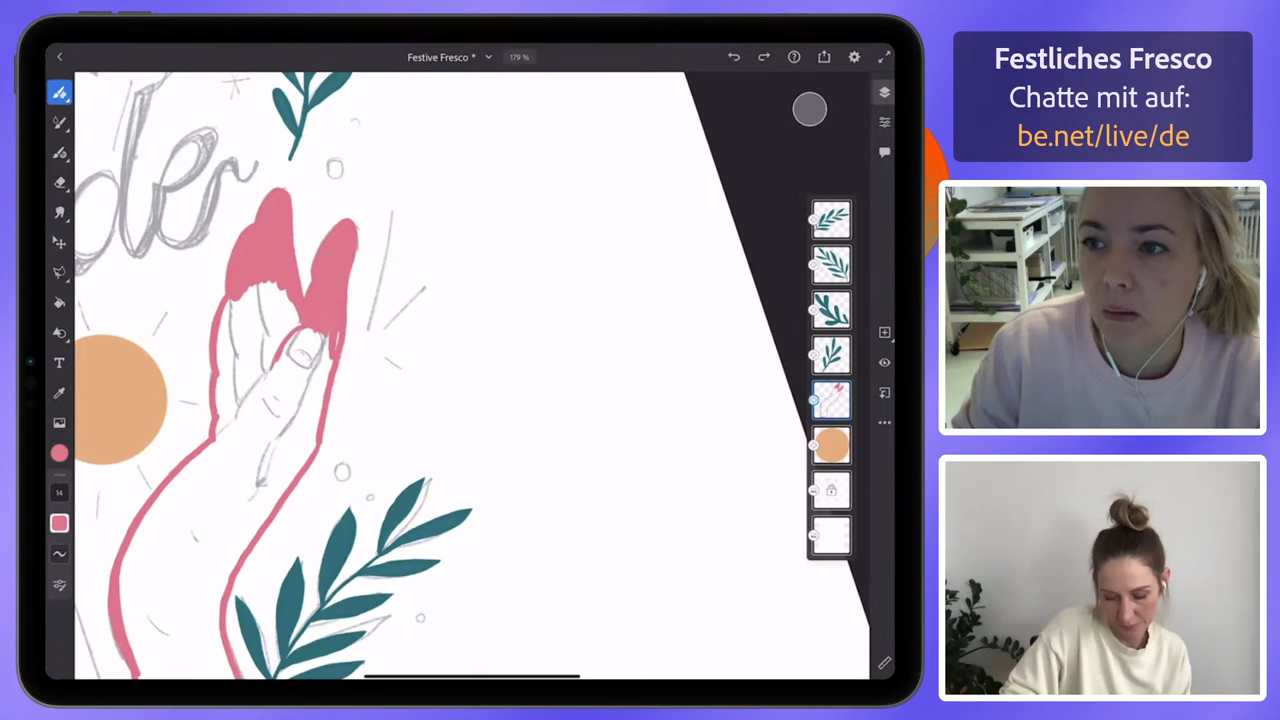 Festive Fresco *
179 %
der
T
14
Festliches Fresco
Chatte mit auf:
be.net/live/de